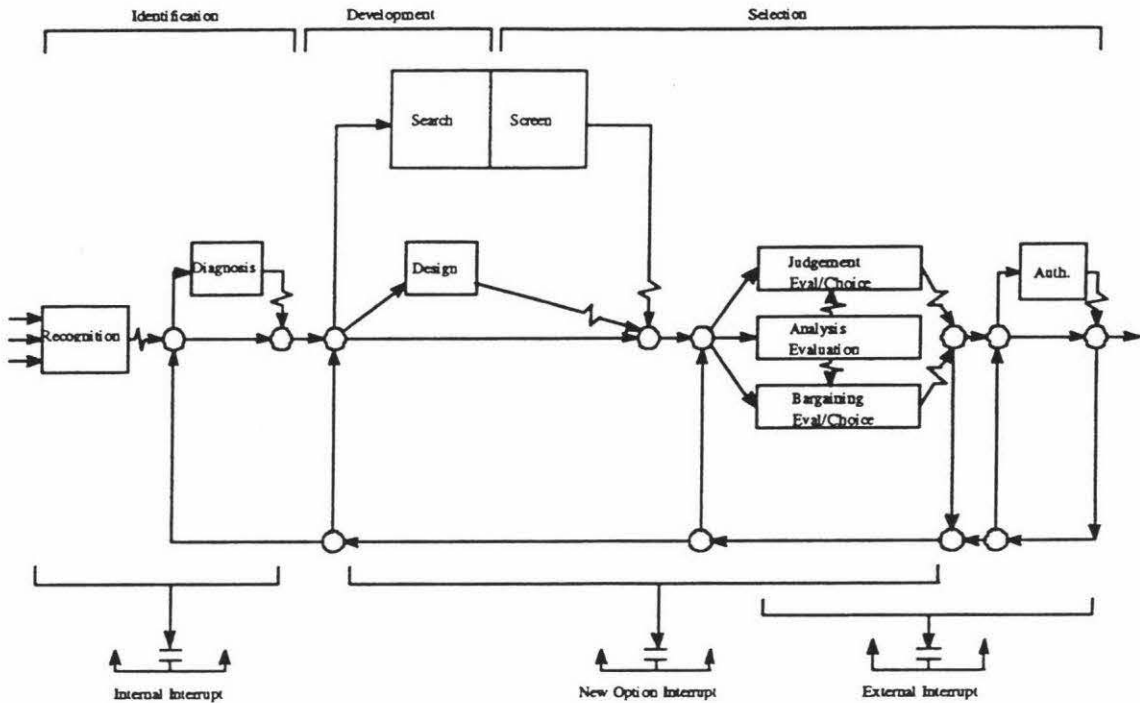 Identification
Development
Selection
Search
Screen
Diagnosis
Design
Judgement
Eval/Choice
Auth.
Recognition
Analysis
Evaluation
Bargaining
Eval/Choice
Internal Interrupt
New Option Interrupt
External Interrupt